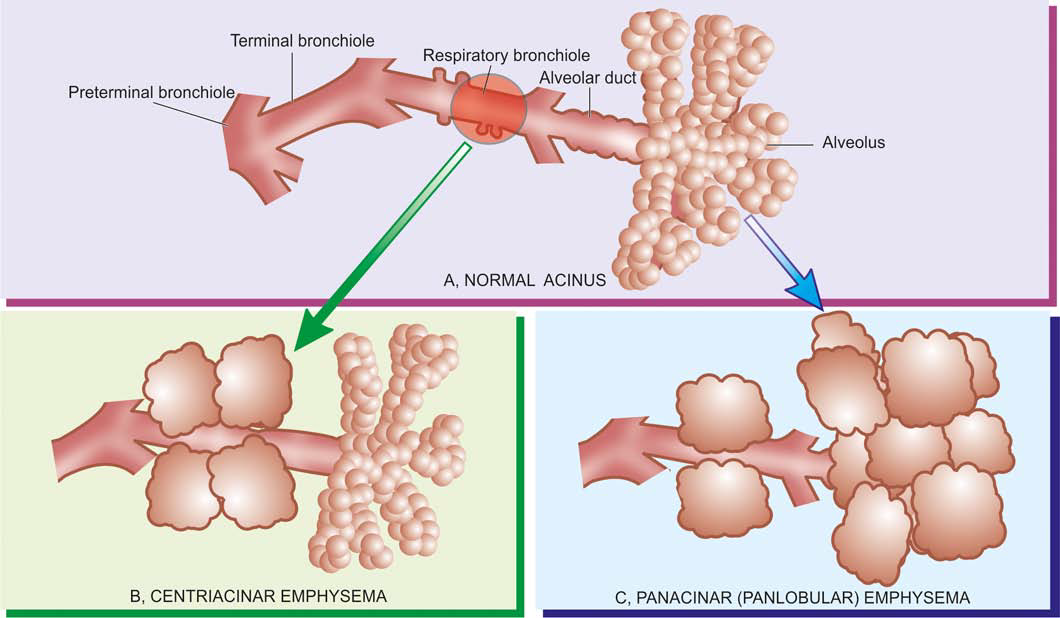 Terminal bronchiole
Respiratory bronchiole
Alveolar duct
Preterminal bronchiole
Alveolus
A, NORMAL ACINUS
B, CENTRIACINAR EMPHYSEMA
C, PANACINAR (PANLOBULAR) EMPHYSEMA